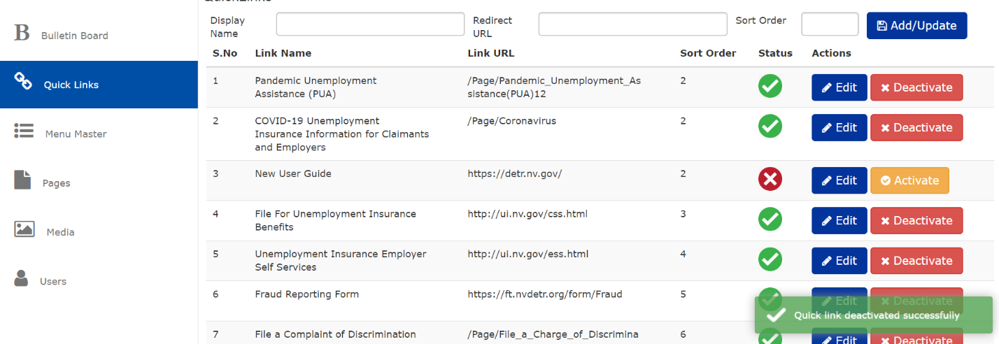 QuickLinks
Bulletin Board
Quick Links
Menu Master
Pages
Media
Users
Display
Name
Redirect
URL
Sort Order
Add/Update
S.No Link Name Link URL Sort Order Status Actions
1 Pandemic Unemployment /Page/Pandemic_Unemployment_As 2 Edit Deactivate
Assistance (PUA) sistance(PUA)12
2 COVID-19 Unemployment /Page/Coronavirus 2 Edit Deactivate
Insurance Information for Claimants
and Employers
3 New User Guide https://detr.nv.gov/ 2 Edit Activate
4 File For Unemployment Insurance http://ui.nv.gov/css.html 3 Edit Deactivate
Benefits
5 Unemployment Insurance Employer http://ui.nv.gov/ess.html 4 Edit Deactivate
Self Services
6 Fraud Reporting Form https://ft.nvdetr.org/form/Fraud 5 Edit Deactivate
Quick link deactivated successfully
7 File a Complaint of Discrimination /Page/File_a_Charge_of_Discrimina 6 Edit Deactivate